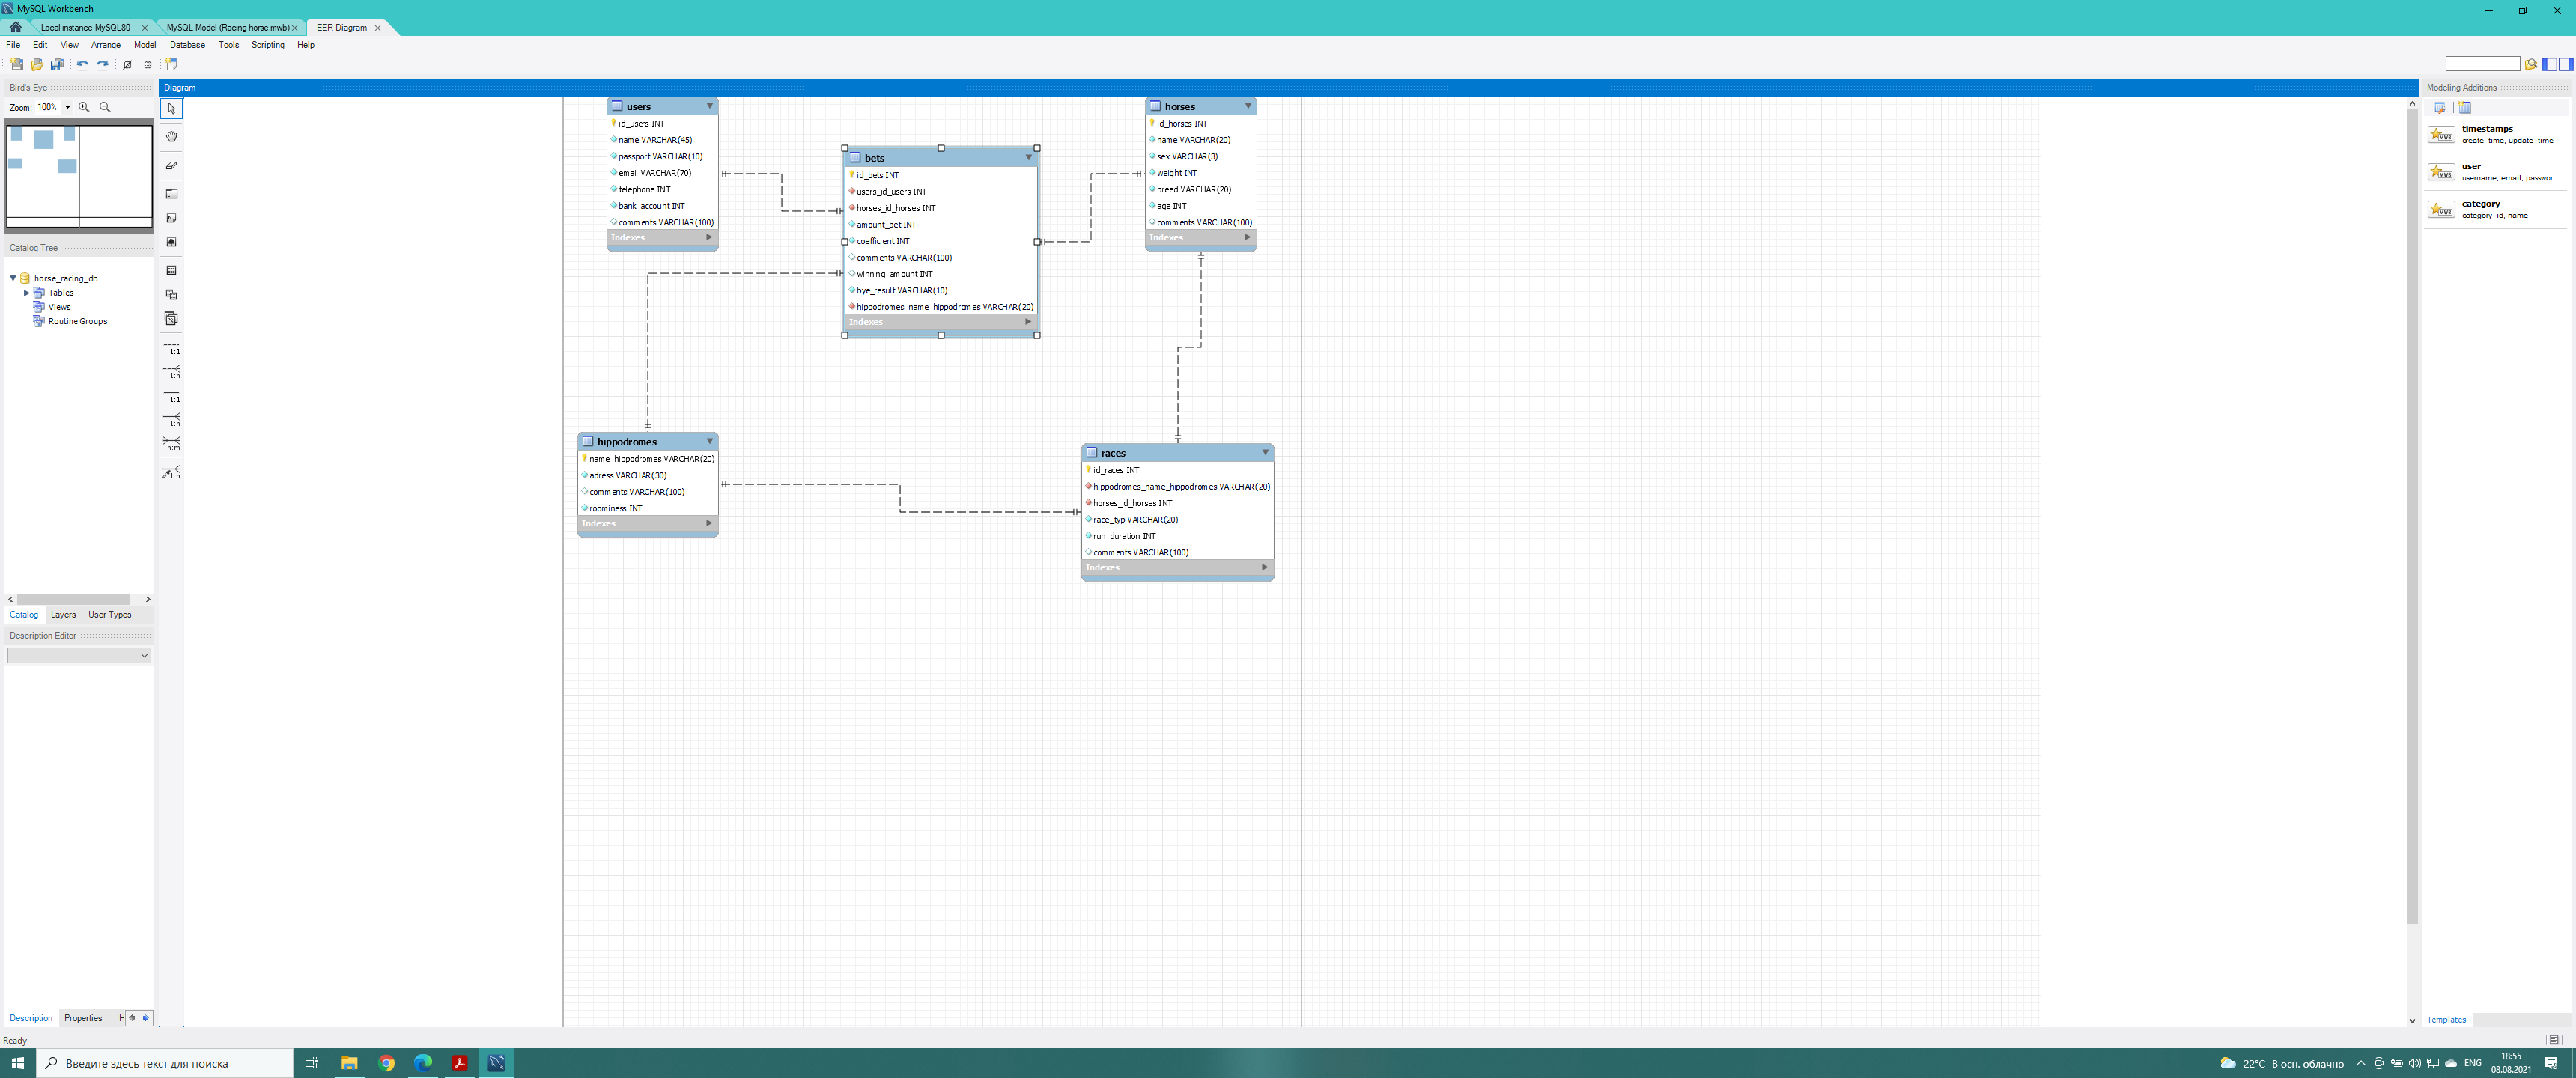 MySQL Workbench
Local instance MySQL80
MySQL Model (Racing horse.mwb)
EER Diagram
File Edit View Arrange Model Database Tools Scripting Help
Bird's Eye
Zoom: 100%
Catalog Tree
horse_racing_db
Tables
Views
Routine Groups
Catalog Layers User Types
Description Editor
Description Properties H
Ready
1:1
1:n
1:1
1:n
n:m
1:n
Diagram
users
id_users INT
name VARCHAR(45)
passport VARCHAR(10)
email VARCHAR(70)
telephone INT
bank_account INT
comments VARCHAR(100)
Indexes
bets
id_bets INT
users_id_users INT
horses_id_horses INT
amount_bet INT
coefficient INT
comments VARCHAR(100)
winning_amount INT
bye_result VARCHAR(10)
hippodromes_name_hippodromes VARCHAR(20)
Indexes
horses
id_horses INT
name VARCHAR(20)
sex VARCHAR(3)
weight INT
breed VARCHAR(20)
age INT
comments VARCHAR(100)
Indexes
hippodromes
name_hippodromes VARCHAR(20)
adress VARCHAR(30)
comments VARCHAR(100)
roominess INT
Indexes
races
id_races INT
hippodromes_name_hippodromes VARCHAR(20)
horses_id_horses INT
race_typ VARCHAR(20)
run_duration INT
comments VARCHAR(100)
Indexes
Modeling Additions
timestamps
create_time, update_time
user
username, email, passwor...
category
category_id, name
Templates
Введите здесь текст для поиска
22°C В осн. облачно
ENG
18:55
08.08.2021